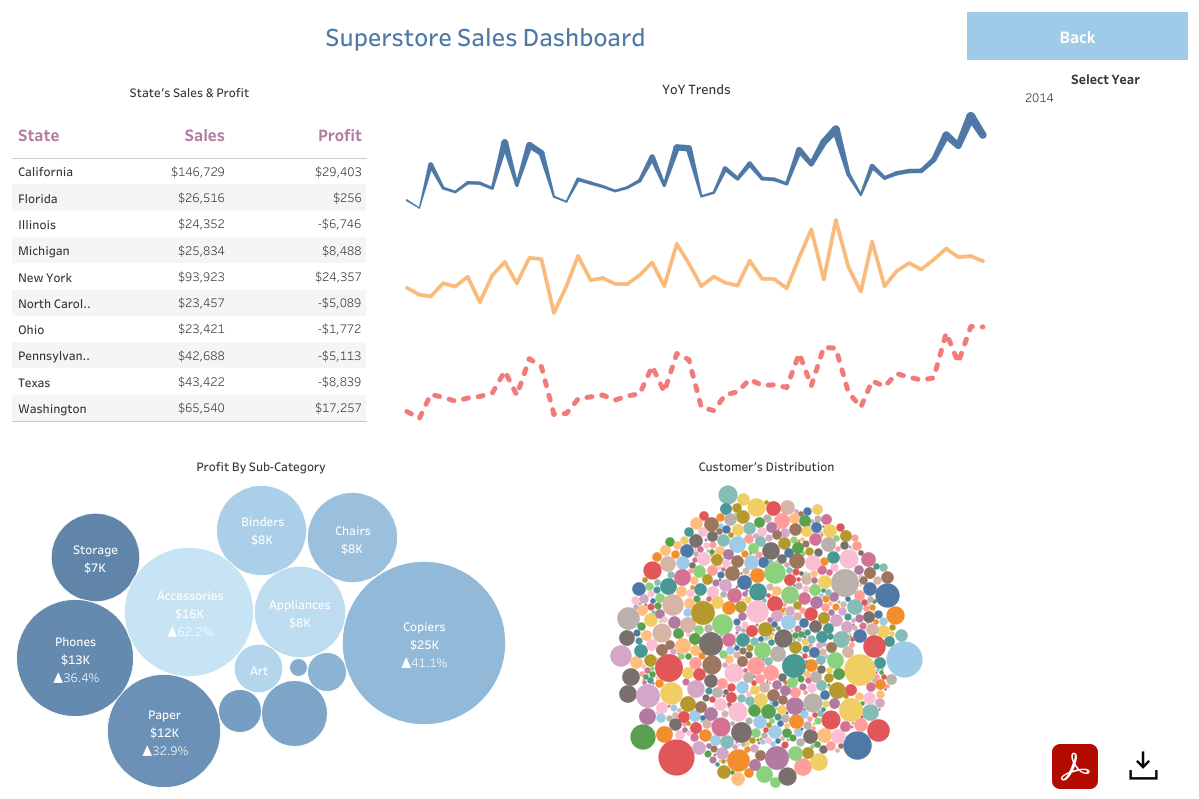 Superstore Sales Dashboard
Back
Select Year
2014
State's Sales & Profit
State Sales Profit
California $146,729 $29,403
Florida $26,516 $256
Illinois $24,352 -$6,746
Michigan $25,834 $8,488
New York $93,923 $24,357
North Carol.. $23,457 -$5,089
Ohio $23,421 -$1,772
Pennsylvan.. $42,688 -$5,113
Texas $43,422 -$8,839
Washington $65,540 $17,257
YoY Trends
Profit By Sub-Category
Binders
$8K
Chairs
$8K
Storage
$7K
Accessories
$16K
▲62.2%
Appliances
$8K
Copiers
$25K
▲41.1%
Phones
$13K
▲36.4%
Art
Paper
$12K
▲32.9%
Customer's Distribution